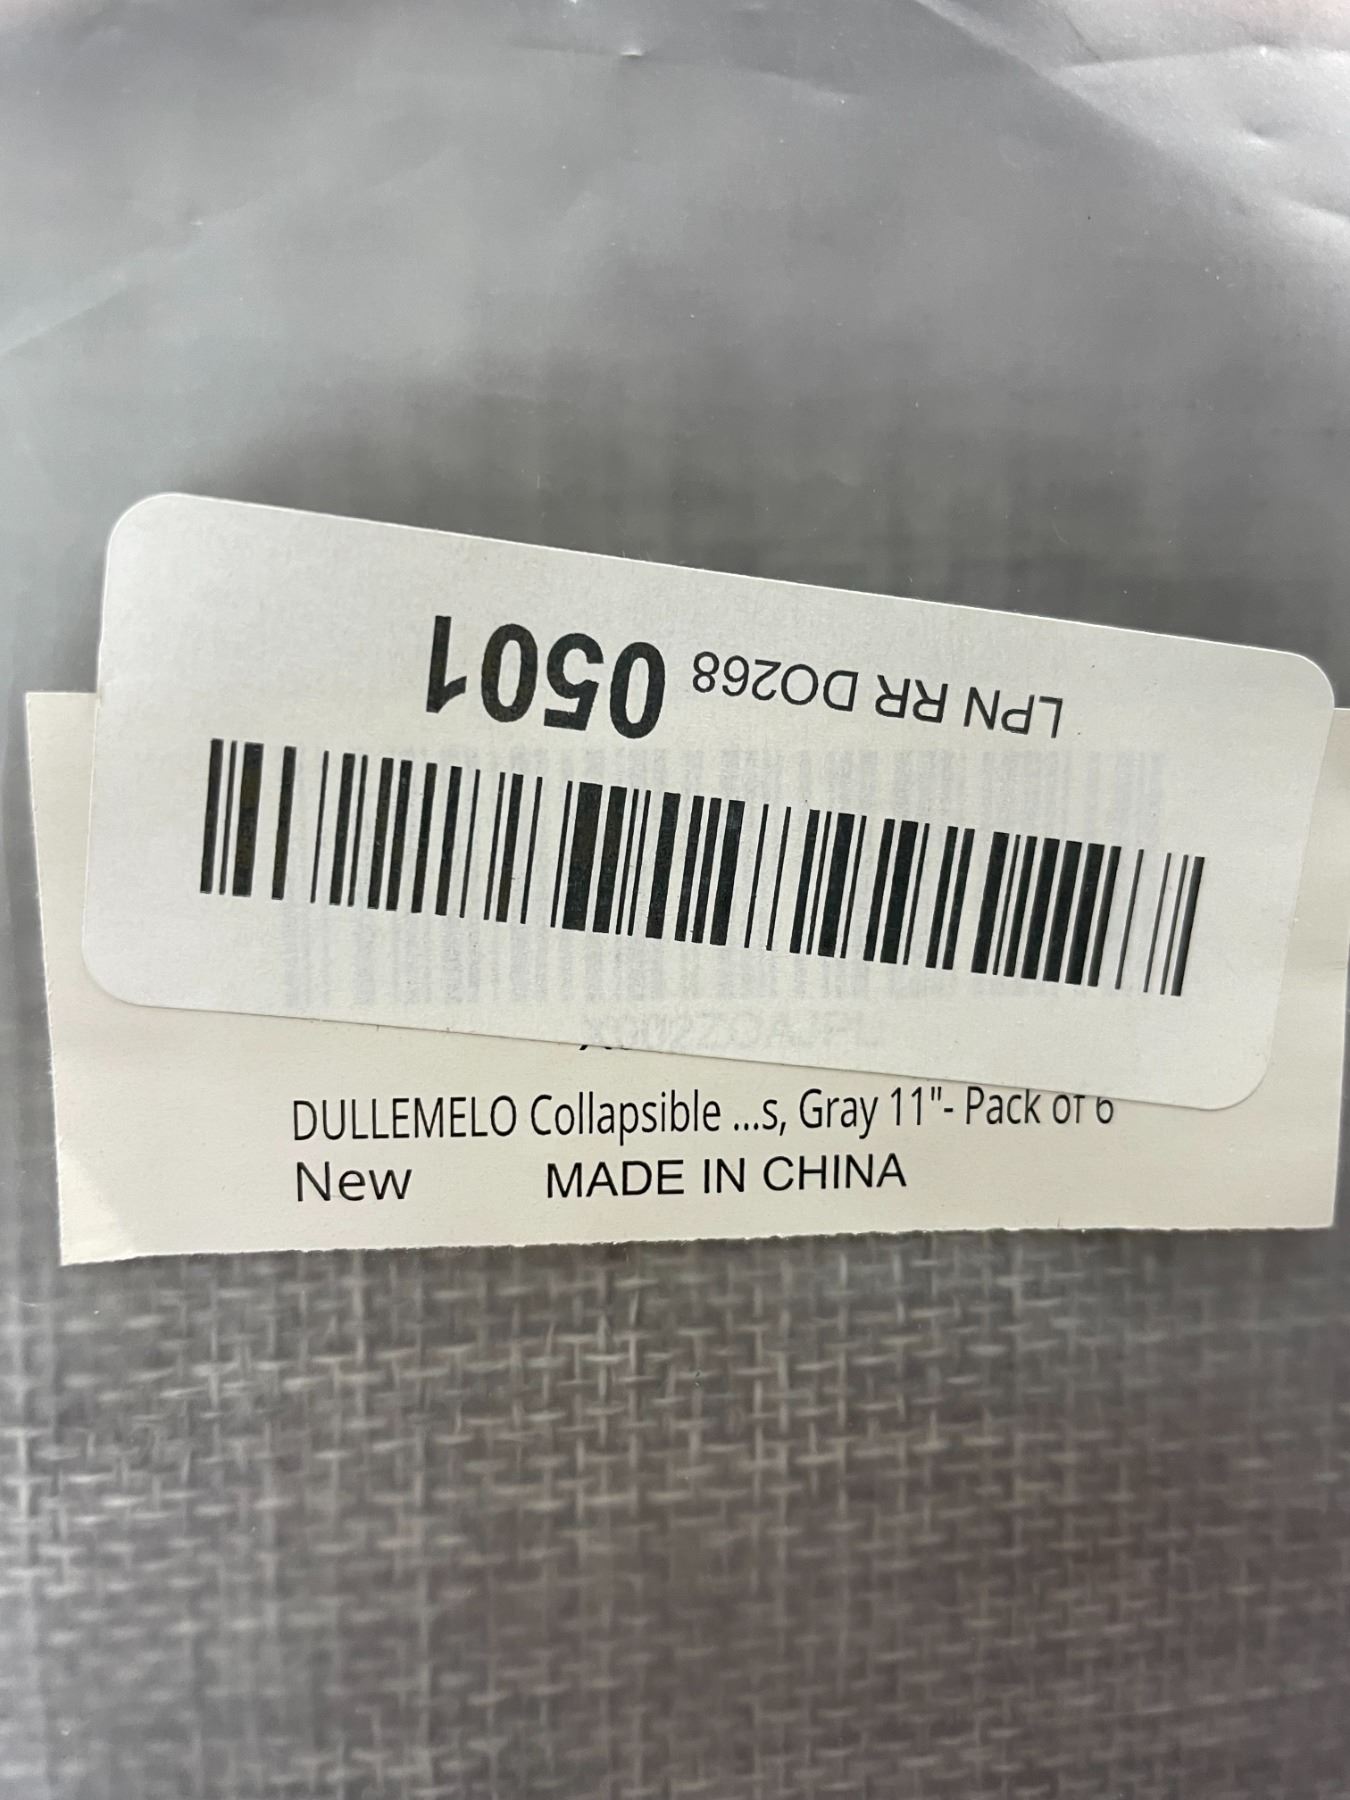 LPN RR DO268 0501
DULLEMELO Collapsible ...s, Gray 11"- Pack of 6
New MADE IN CHINA